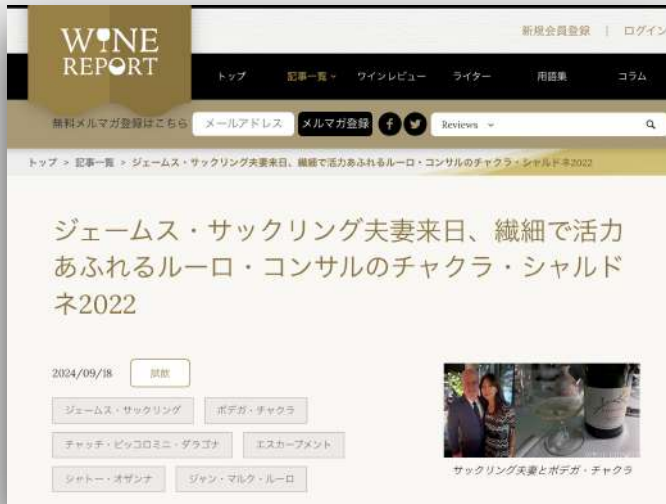 WINE
REPORT
新規会員登録 | ログイン
トップ 記事一覧 ワインレビュー ライター 用語集 コラム
無料メルマガ登録はこちら メールアドレス メルマガ登録 Reviews
トップ > 記事一覧 > ジェームス・サックリング夫妻来日、繊細で活力あふれるルーロ・コンサルのチャクラ・シャルドネ2022
ジェームス・サックリング夫妻来日、繊細で活力
あふれるルーロ・コンサルのチャクラ・シャルド
ネ2022
2024/09/18 試飲
ジェームス・サックリング ボデガ・チャクラ
チャッチ・ピッコロミニ・ダラゴナ エスカープメント
シャトー・オザンナ ジャン・マルク・ルーロ
サックリング夫妻とボデガ・チャクラ